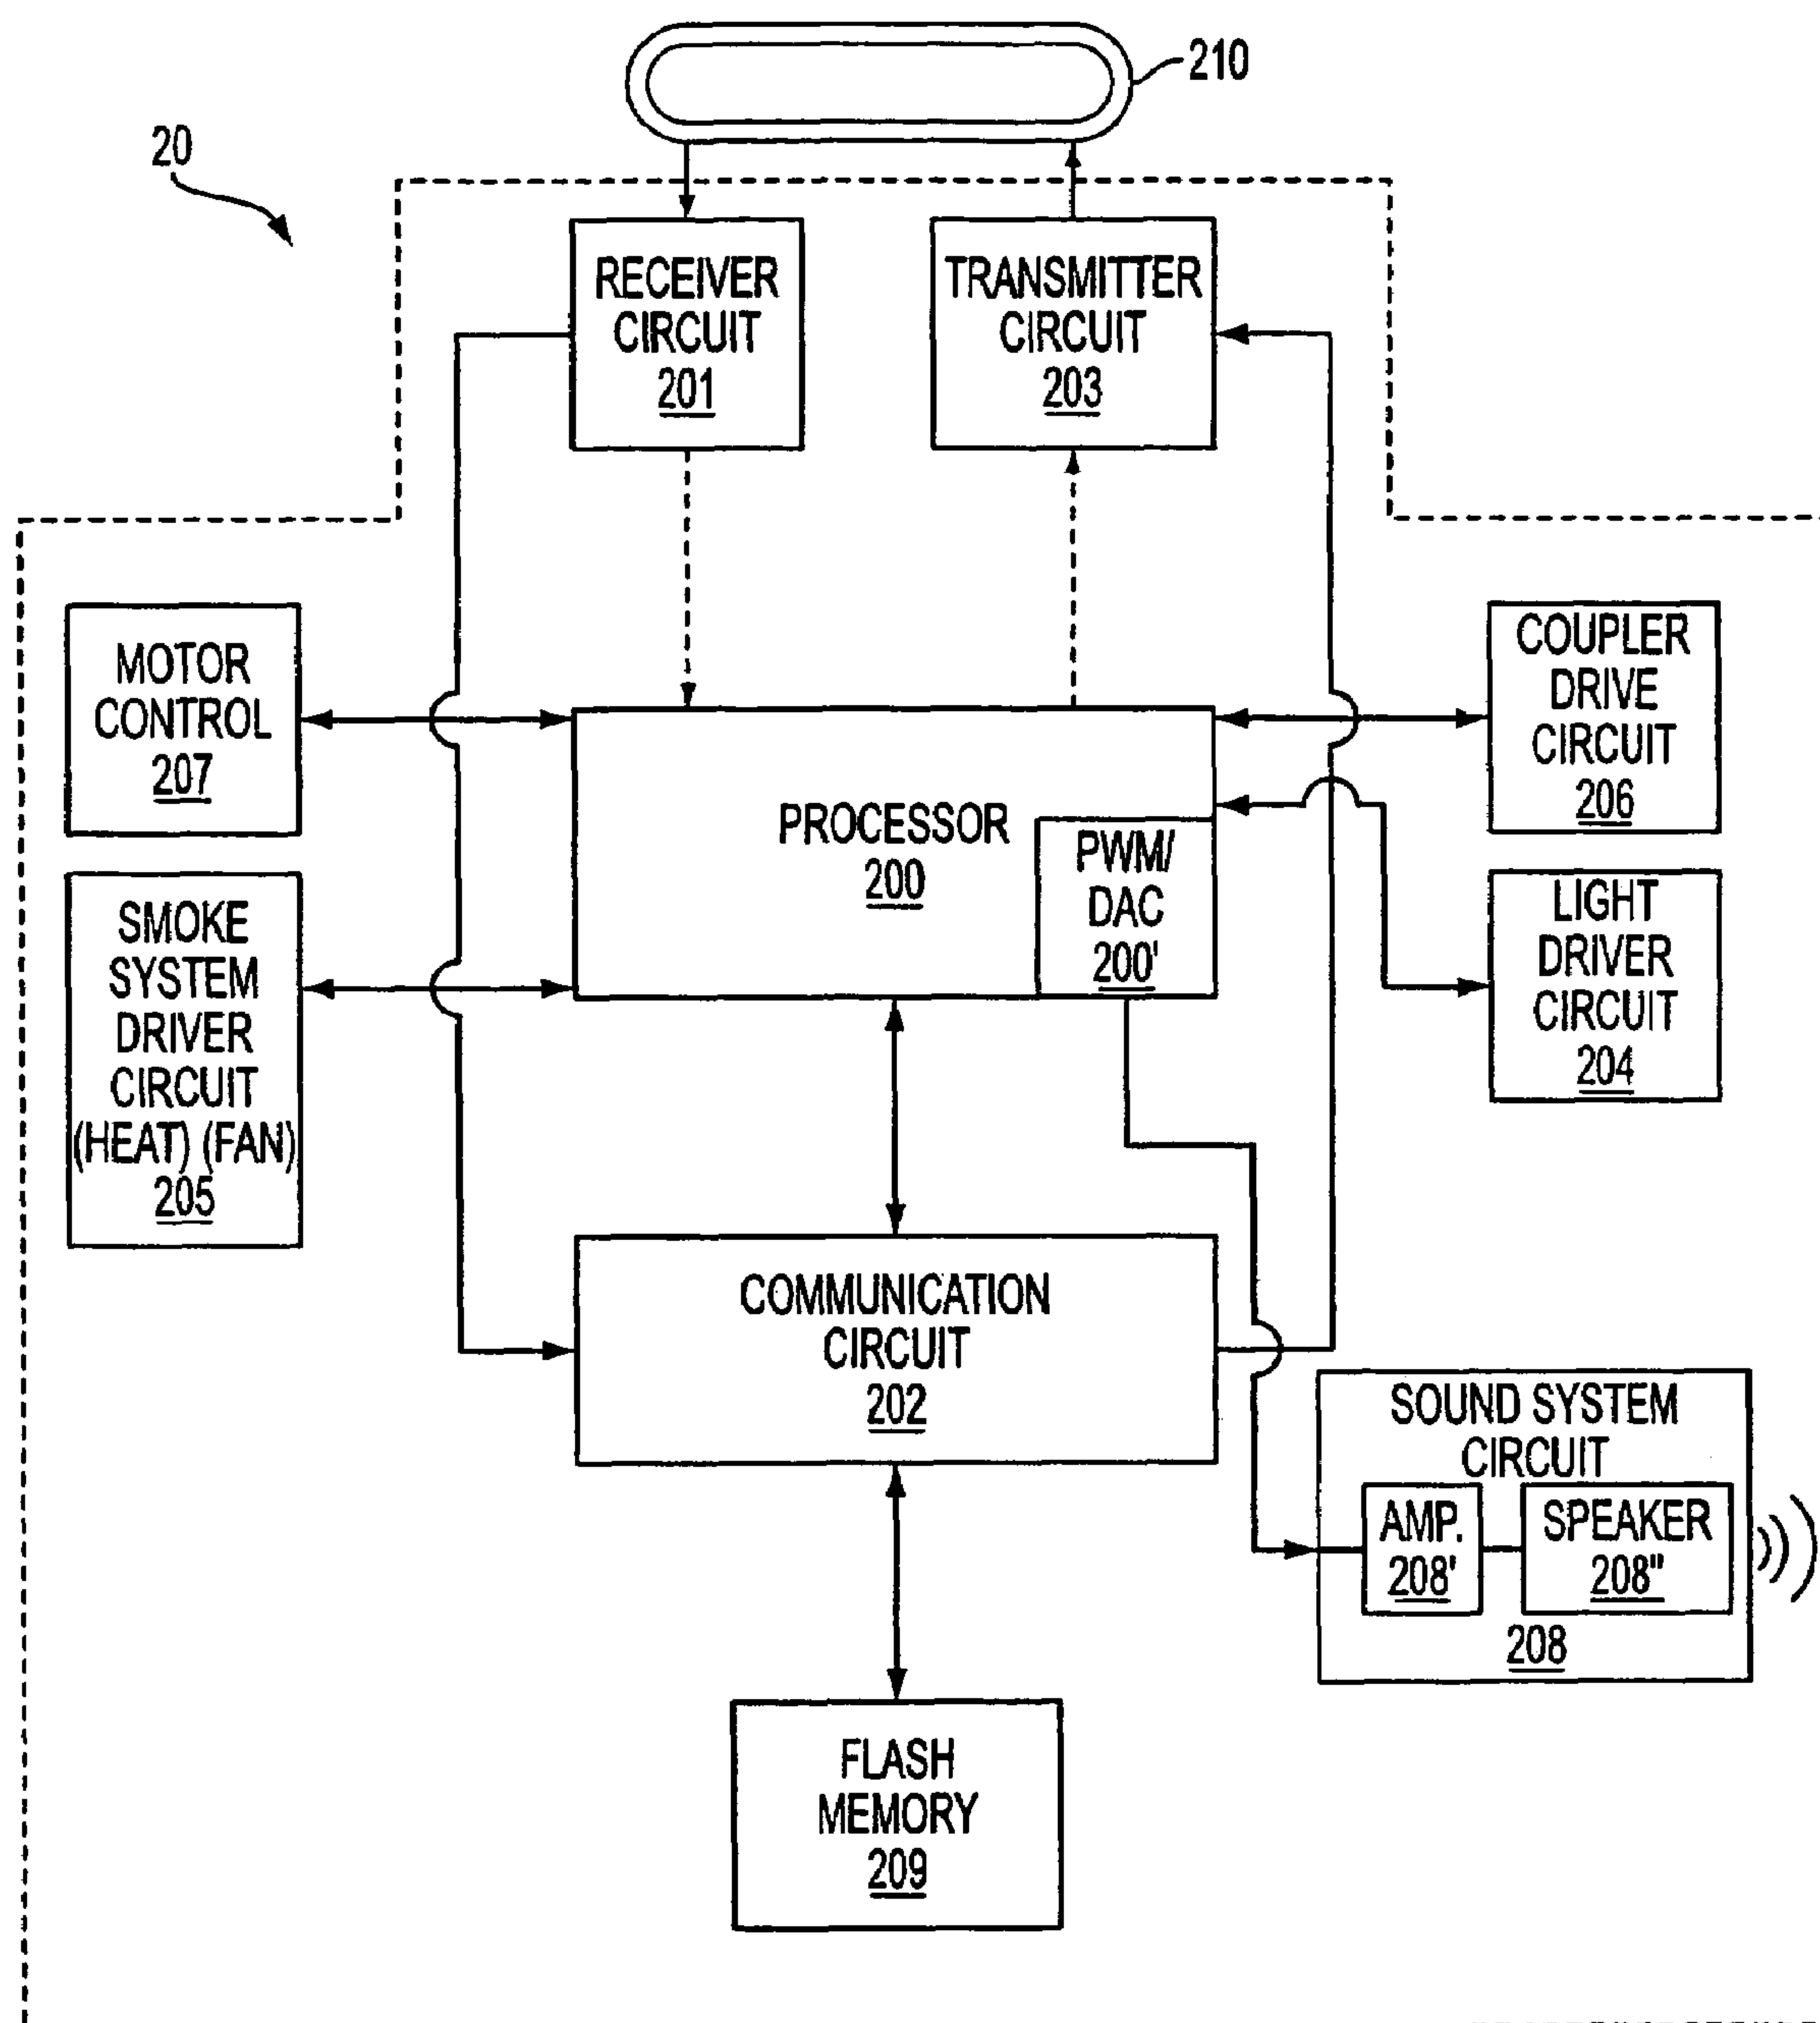 210
20
RECEIVER
CIRCUIT
201
TRANSMITTER
CIRCUIT
203
MOTOR
CONTROL
207
COUPLER
DRIVE
CIRCUIT
206
PROCESSOR
200
PWM/
DAC
200'
SMOKE
SYSTEM
DRIVER
CIRCUIT
(HEAT) (FAN)
205
LIGHT
DRIVER
CIRCUIT
204
COMMUNICATION
CIRCUIT
202
SOUND SYSTEM
CIRCUIT
AMP.
208'
SPEAKER
208"
208
FLASH
MEMORY
209